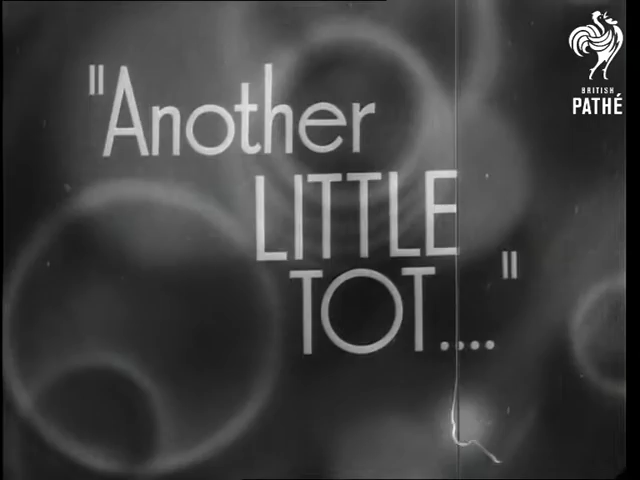 "Another
LITTLE
TOT...."
BRITISH
PATHÉ